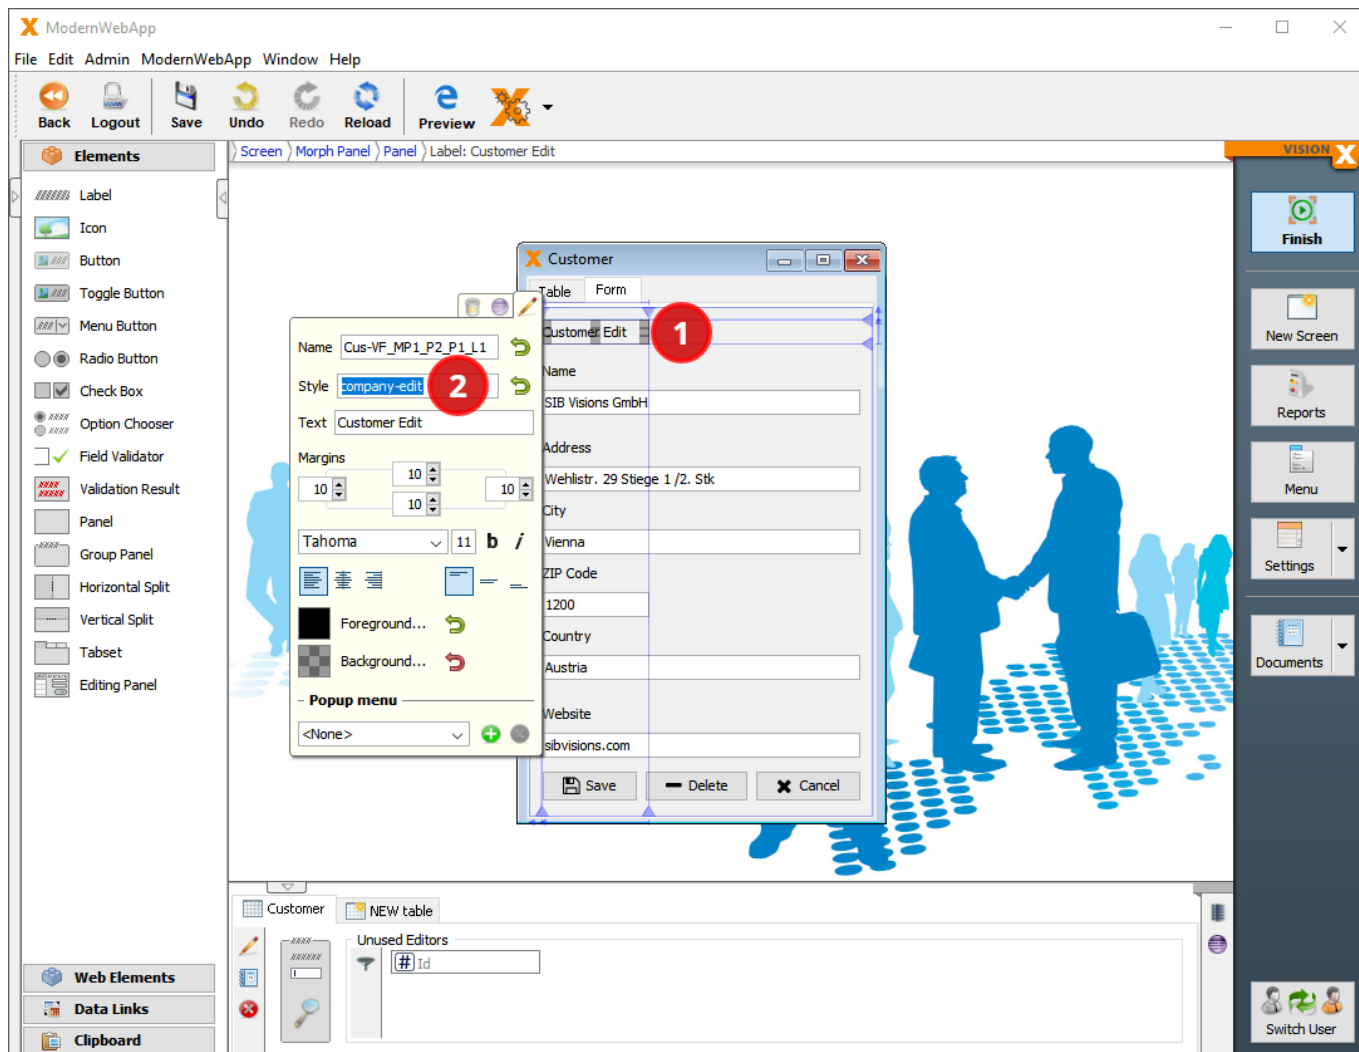 ModernWebApp
File Edit Admin ModernWebApp Window Help
Back Logout Save Undo Redo Reload Preview
Elements
Label
Icon
Button
Toggle Button
Menu Button
Radio Button
Check Box
Option Chooser
Field Validator
Validation Result
Panel
Group Panel
Horizontal Split
Vertical Split
Tabset
Editing Panel
Web Elements
Data Links
Clipboard
Screen Morph Panel Panel Label: Customer Edit
Name Cus-VF_MP1_P2_P1_L1
Style company-edit 2
Text Customer Edit
Margins
10
10 10
10
Tahoma 11 b i
Foreground...
Background...
Popup menu
<None>
Customer
Table Form
Customer Edit 1
Name
SIB Visions GmbH
Address
Wehlistr. 29 Stiege 1 /2. Stk
City
Vienna
ZIP Code
1200
Country
Austria
Website
sibvisions.com
Save Delete Cancel
Customer NEW table
Unused Editors
# Id
VISION X
Finish
New Screen
Reports
Menu
Settings
Documents
Switch User